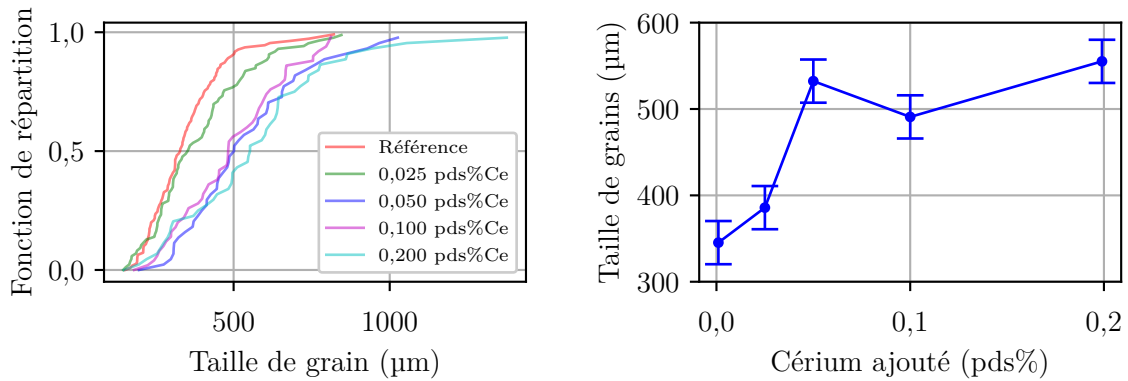 Fonction de répartition
1,0
0,5
0,0
500
1000
Taille de grain (µm)
Référence
0,025 pds%Ce
0,050 pds%Ce
0,100 pds%Ce
0,200 pds%Ce
Taille de grains (µm)
600
500
400
300
0,0
0,1
0,2
Cérium ajouté (pds%)